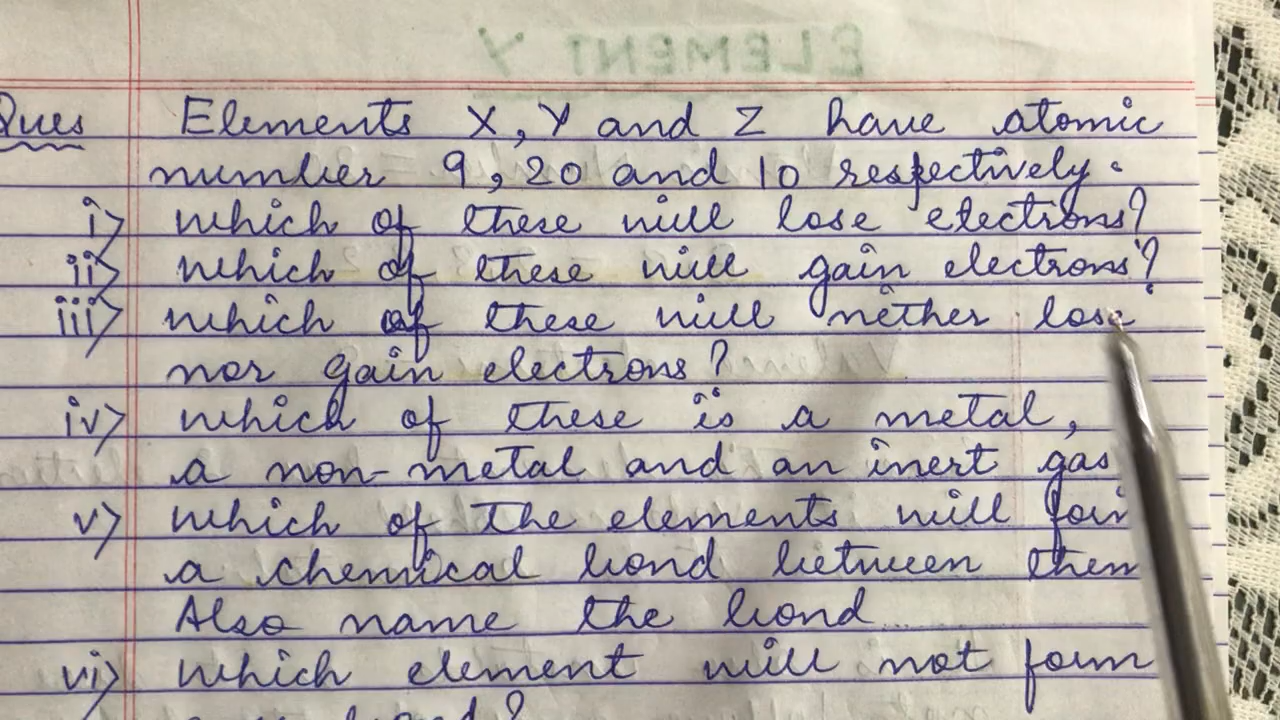 ELEMENT Y
Ques Elements X, Y and Z have atomic
number 9, 20 and 10 respectively.
i) which of these will lose electrons?
ii) which of these will gain electrons?
iii) which of these will nether lose
nor gain electrons?
iv) which of these is a metal,
a non-metal and an inert gas
v) which of the elements will
a chemical bond between
Also name the bond
vi) which element will not form
bond?